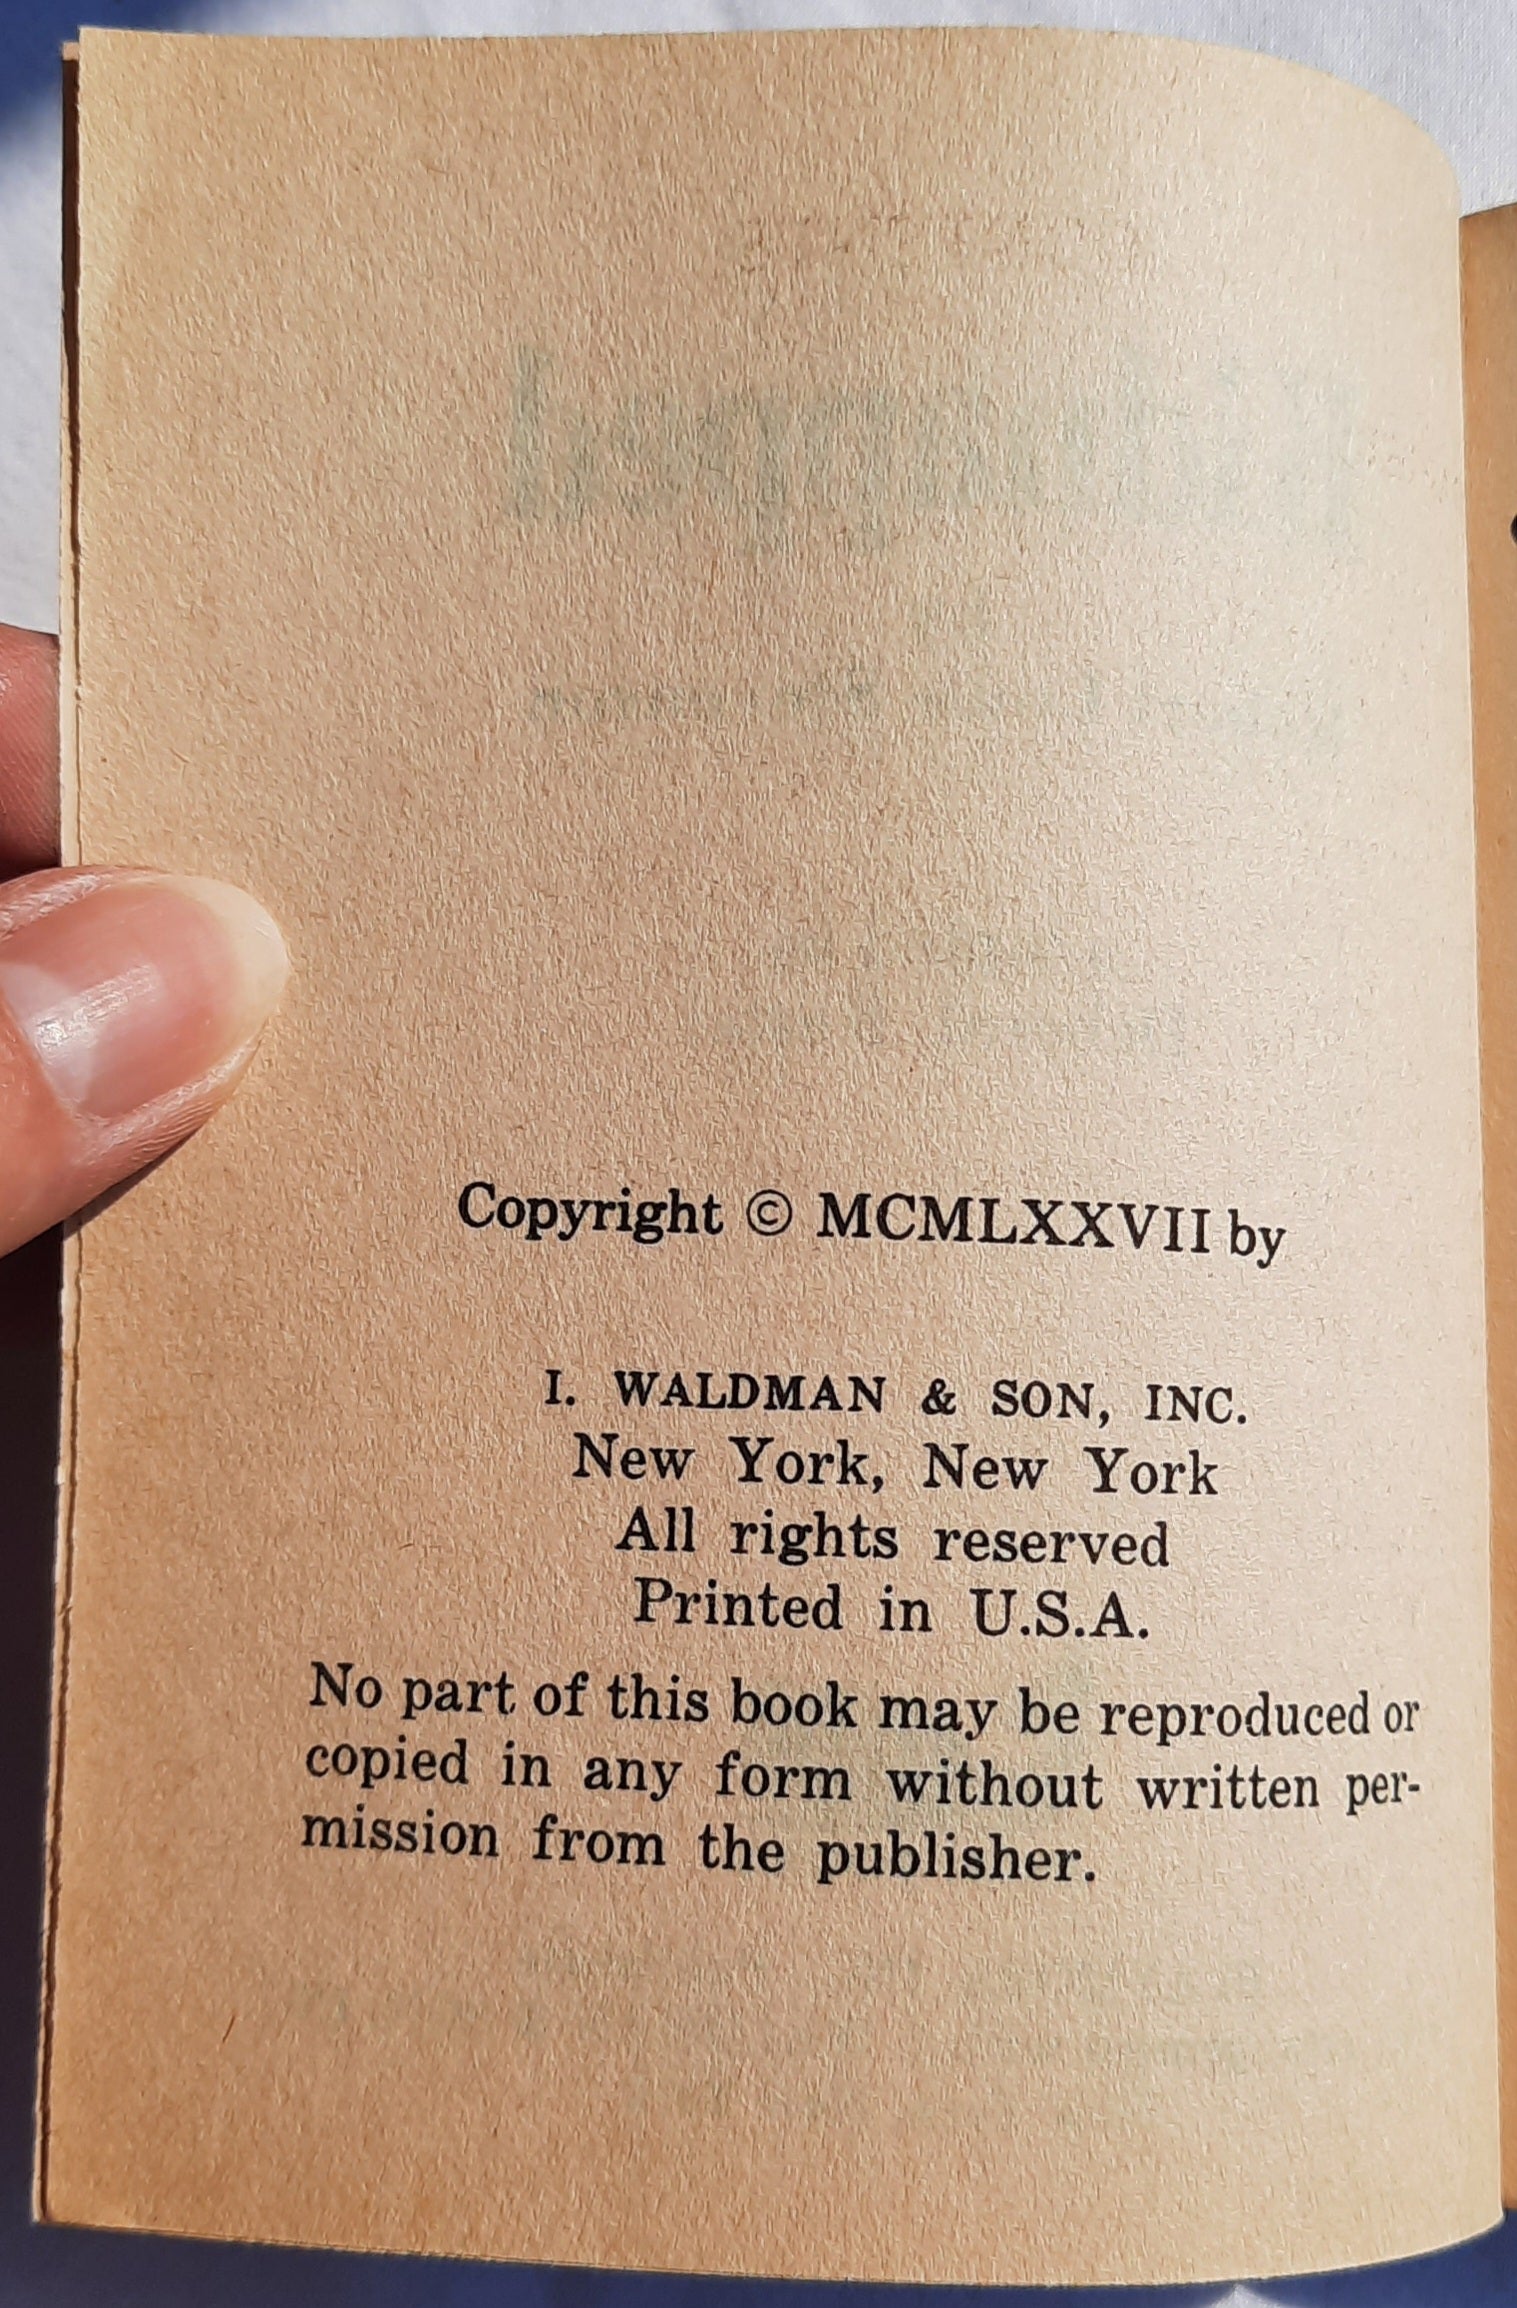 Copyright © MCMLXXVII by
I. WALDMAN & SON, INC.
New York, New York
All rights reserved
Printed in U.S.A.
No part of this book may be reproduced or
copied in any form without written per-
mission from the publisher.